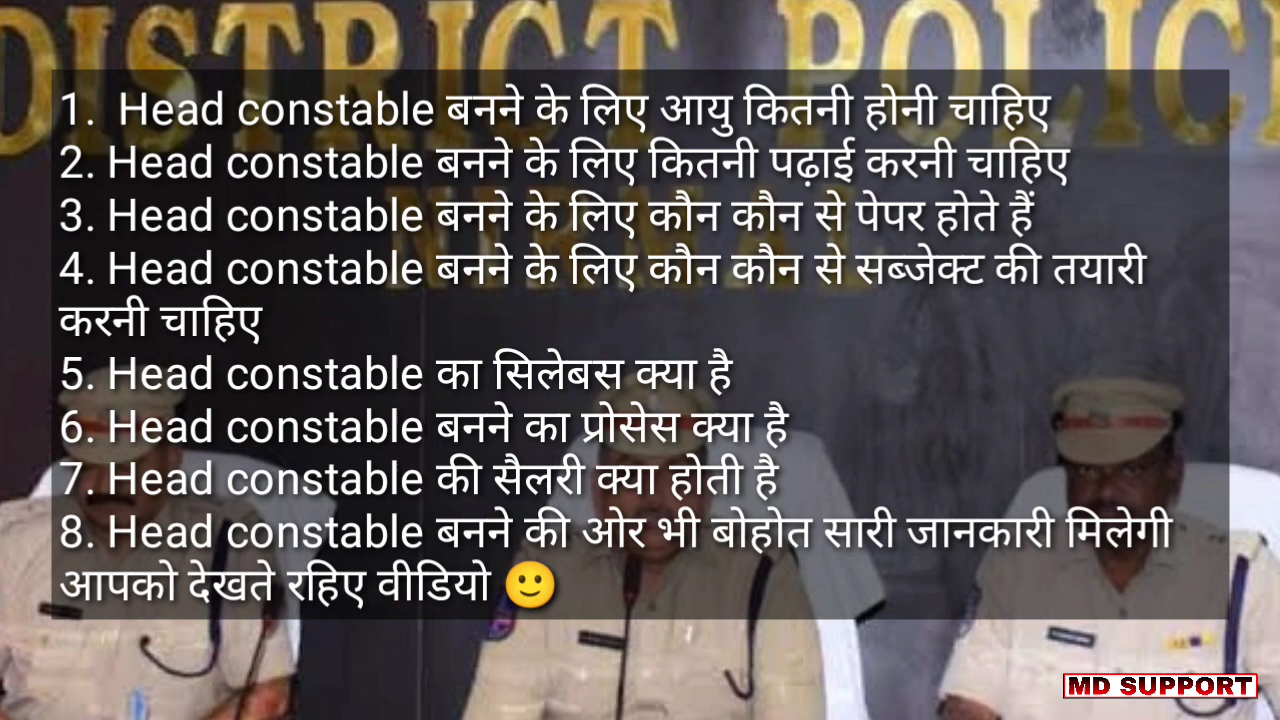 DISTRICT POLICE
NIRMAL
1. Head constable बनने के लिए आयु कितनी होनी चाहिए
2. Head constable बनने के लिए कितनी पढ़ाई करनी चाहिए
3. Head constable बनने के लिए कौन कौन से पेपर होते हैं
4. Head constable बनने के लिए कौन कौन से सब्जेक्ट की तयारी
करनी चाहिए
5. Head constable का सिलेबस क्या है
6. Head constable बनने का प्रोसेस क्या है
7. Head constable की सैलरी क्या होती है
8. Head constable बनने की ओर भी बोहोत सारी जानकारी मिलेगी
आपको देखते रहिए वीडियो 🙂
MD SUPPORT